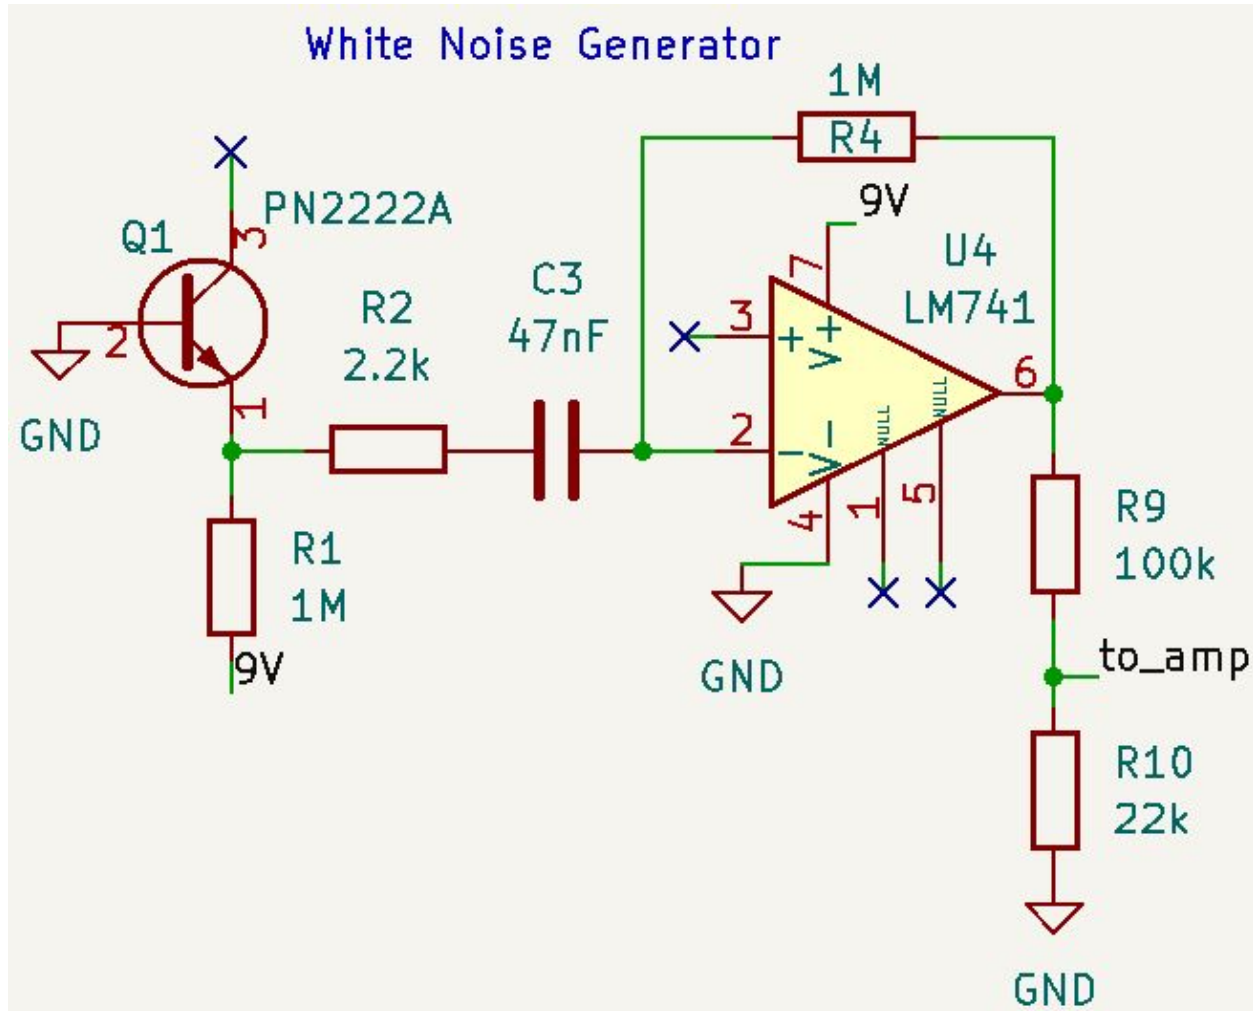 White Noise Generator
1M
R4
9V
PN2222A
Q1
3
2
1
GND
R2
2.2k
C3
47nF
U4
LM741
7
3
+
V+
2
-
V-
NULL
NULL
6
4
1
5
GND
R1
1M
9V
R9
100k
to_amp
R10
22k
GND